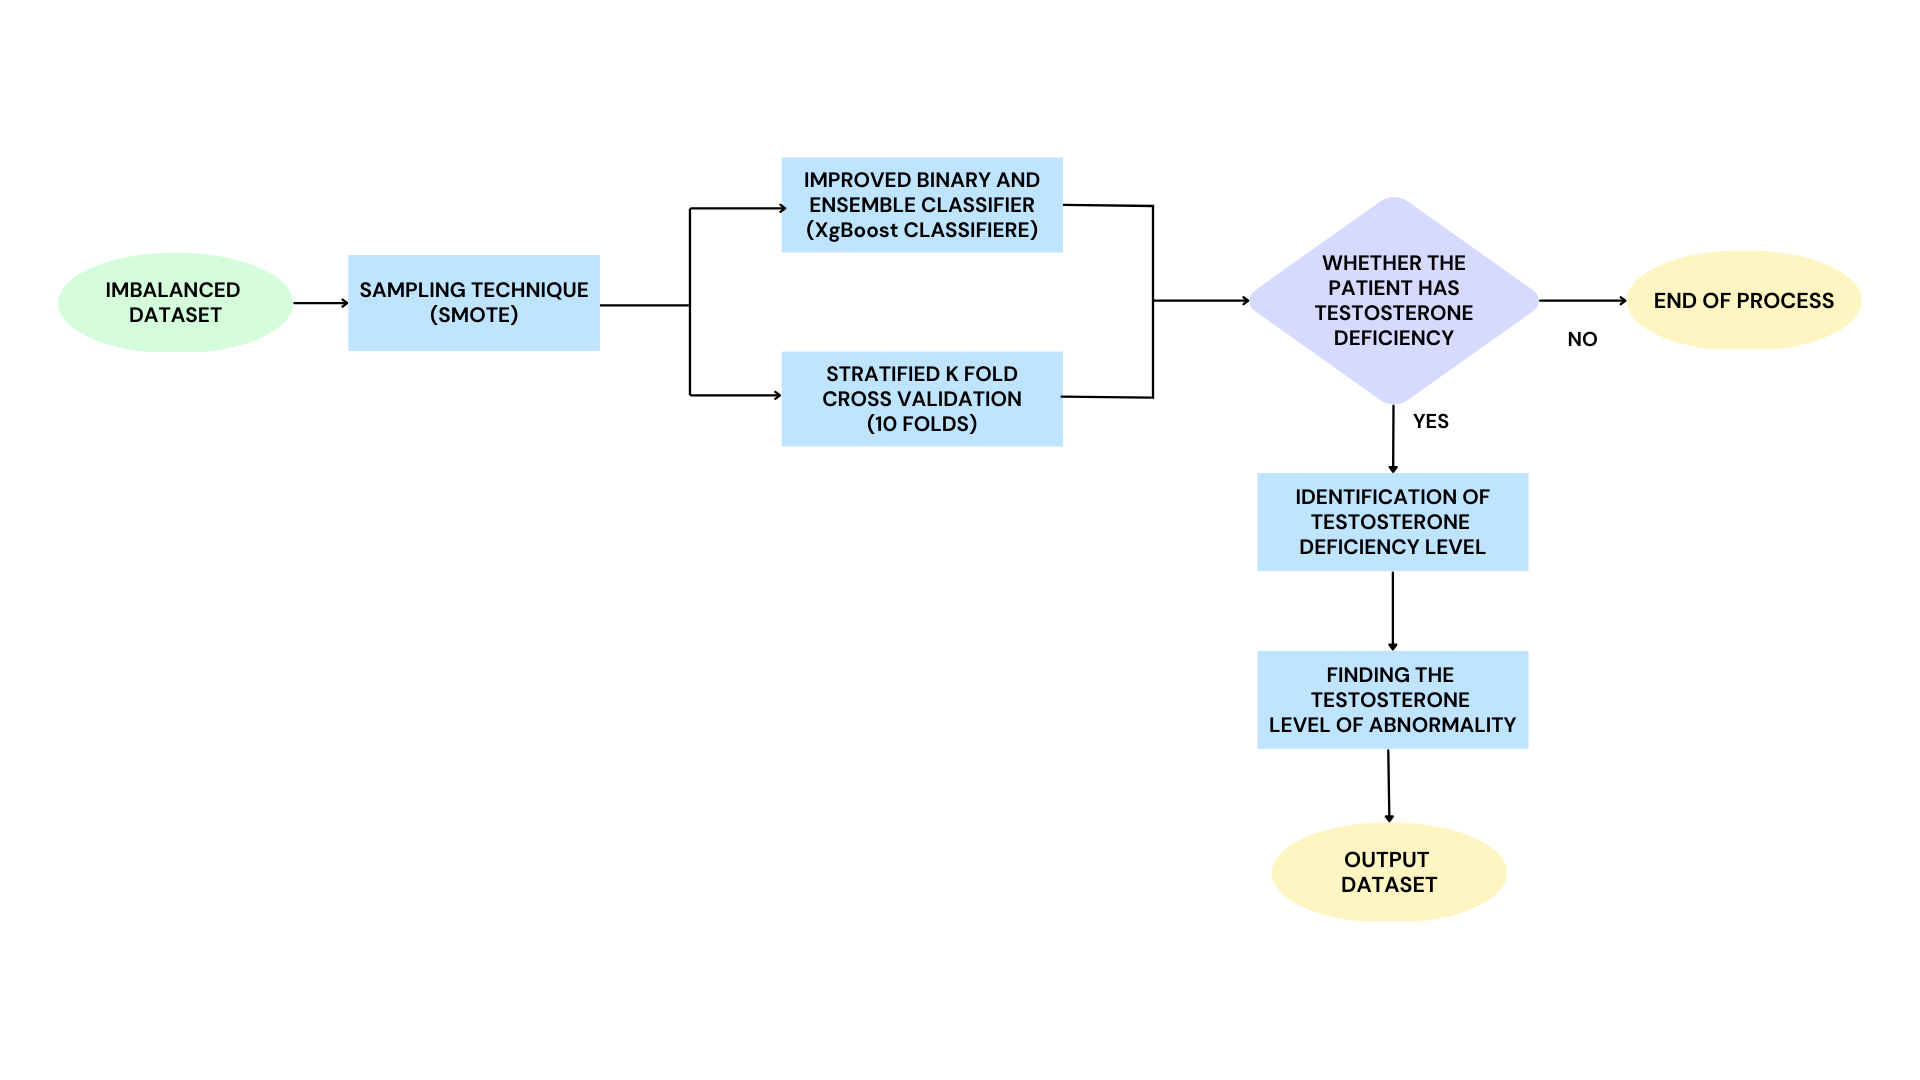 IMBALANCED
DATASET
SAMPLING TECHNIQUE
(SMOTE)
IMPROVED BINARY AND
ENSEMBLE CLASSIFIER
(XgBoost CLASSIFIERE)
STRATIFIED K FOLD
CROSS VALIDATION
(10 FOLDS)
WHETHER THE
PATIENT HAS
TESTOSTERONE
DEFICIENCY
NO
END OF PROCESS
YES
IDENTIFICATION OF
TESTOSTERONE
DEFICIENCY LEVEL
FINDING THE
TESTOSTERONE
LEVEL OF ABNORMALITY
OUTPUT
DATASET